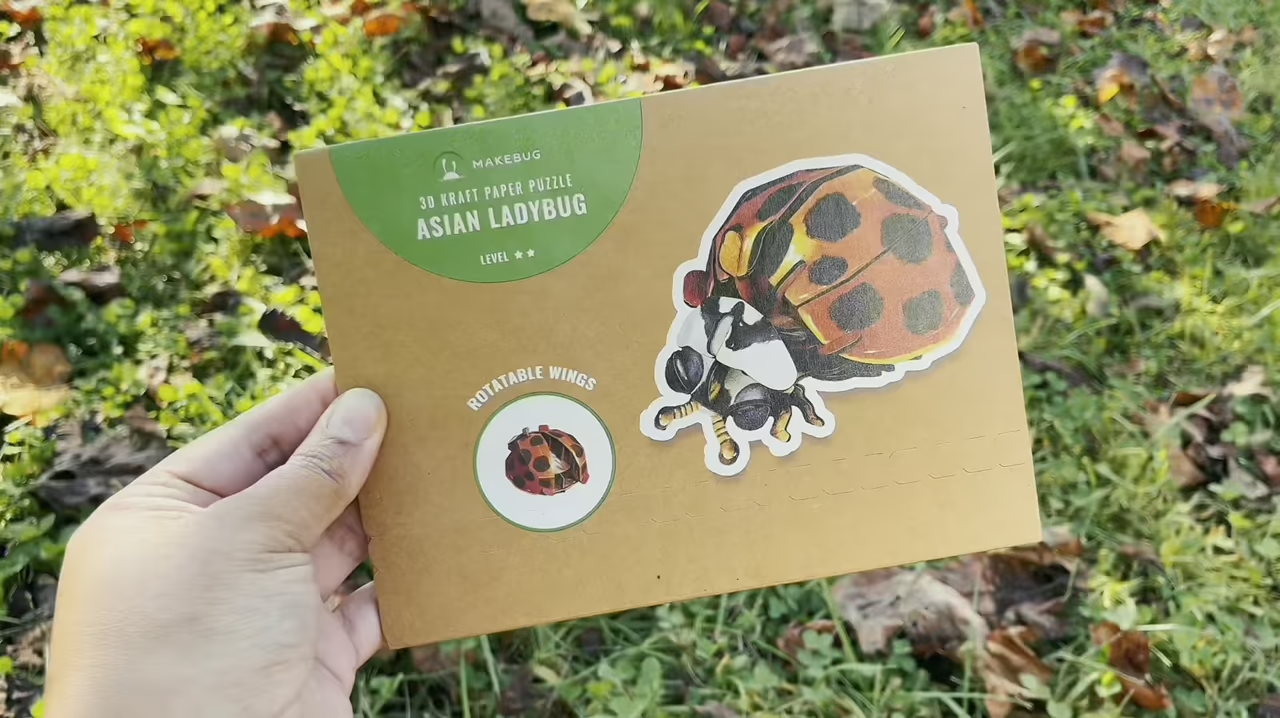 MAKEBUG
3D KRAFT PAPER PUZZLE
ASIAN LADYBUG
LEVEL ★★
ROTATABLE WINGS